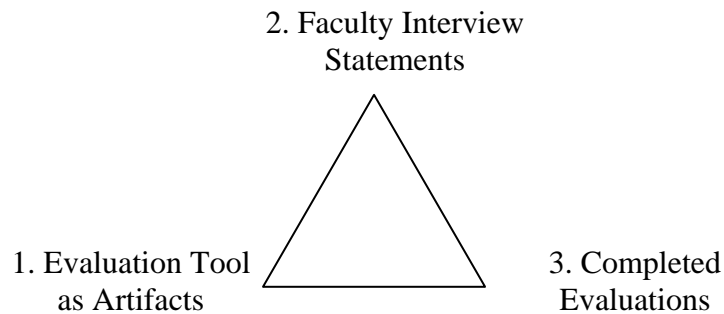 2. Faculty Interview
Statements
1. Evaluation Tool
as Artifacts
3. Completed
Evaluations